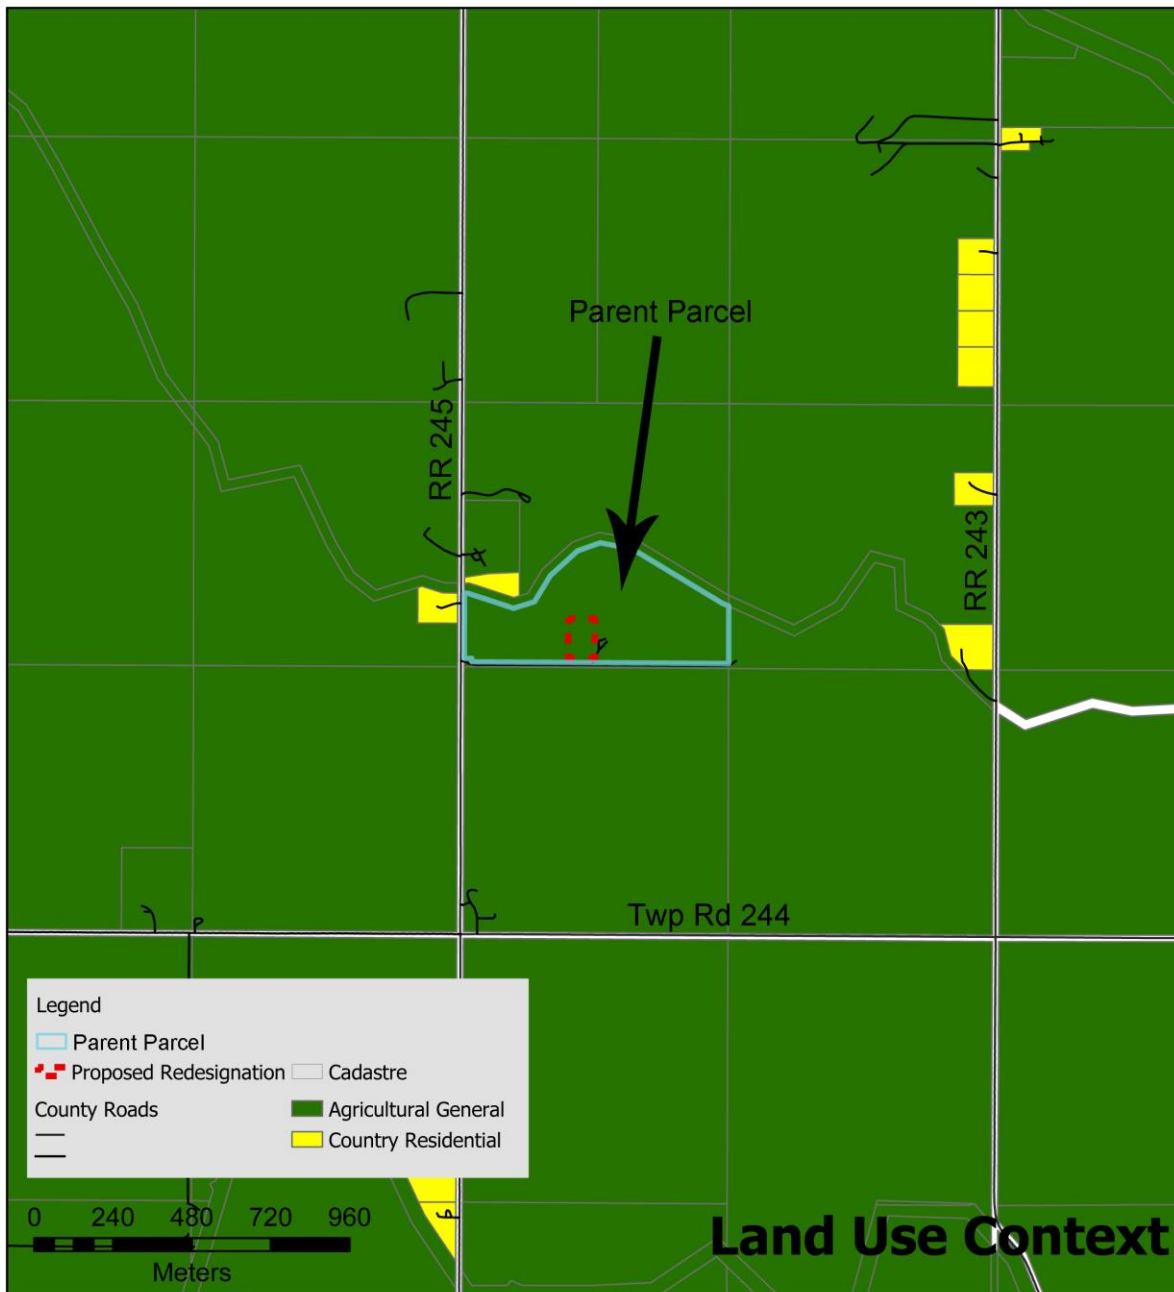 Parent Parcel
RR 245
RR 243
Twp Rd 244
Legend
Parent Parcel
Proposed Redesignation
Cadastre
County Roads
Agricultural General
Country Residential
0 240 480 720 960
Meters
Land Use Context